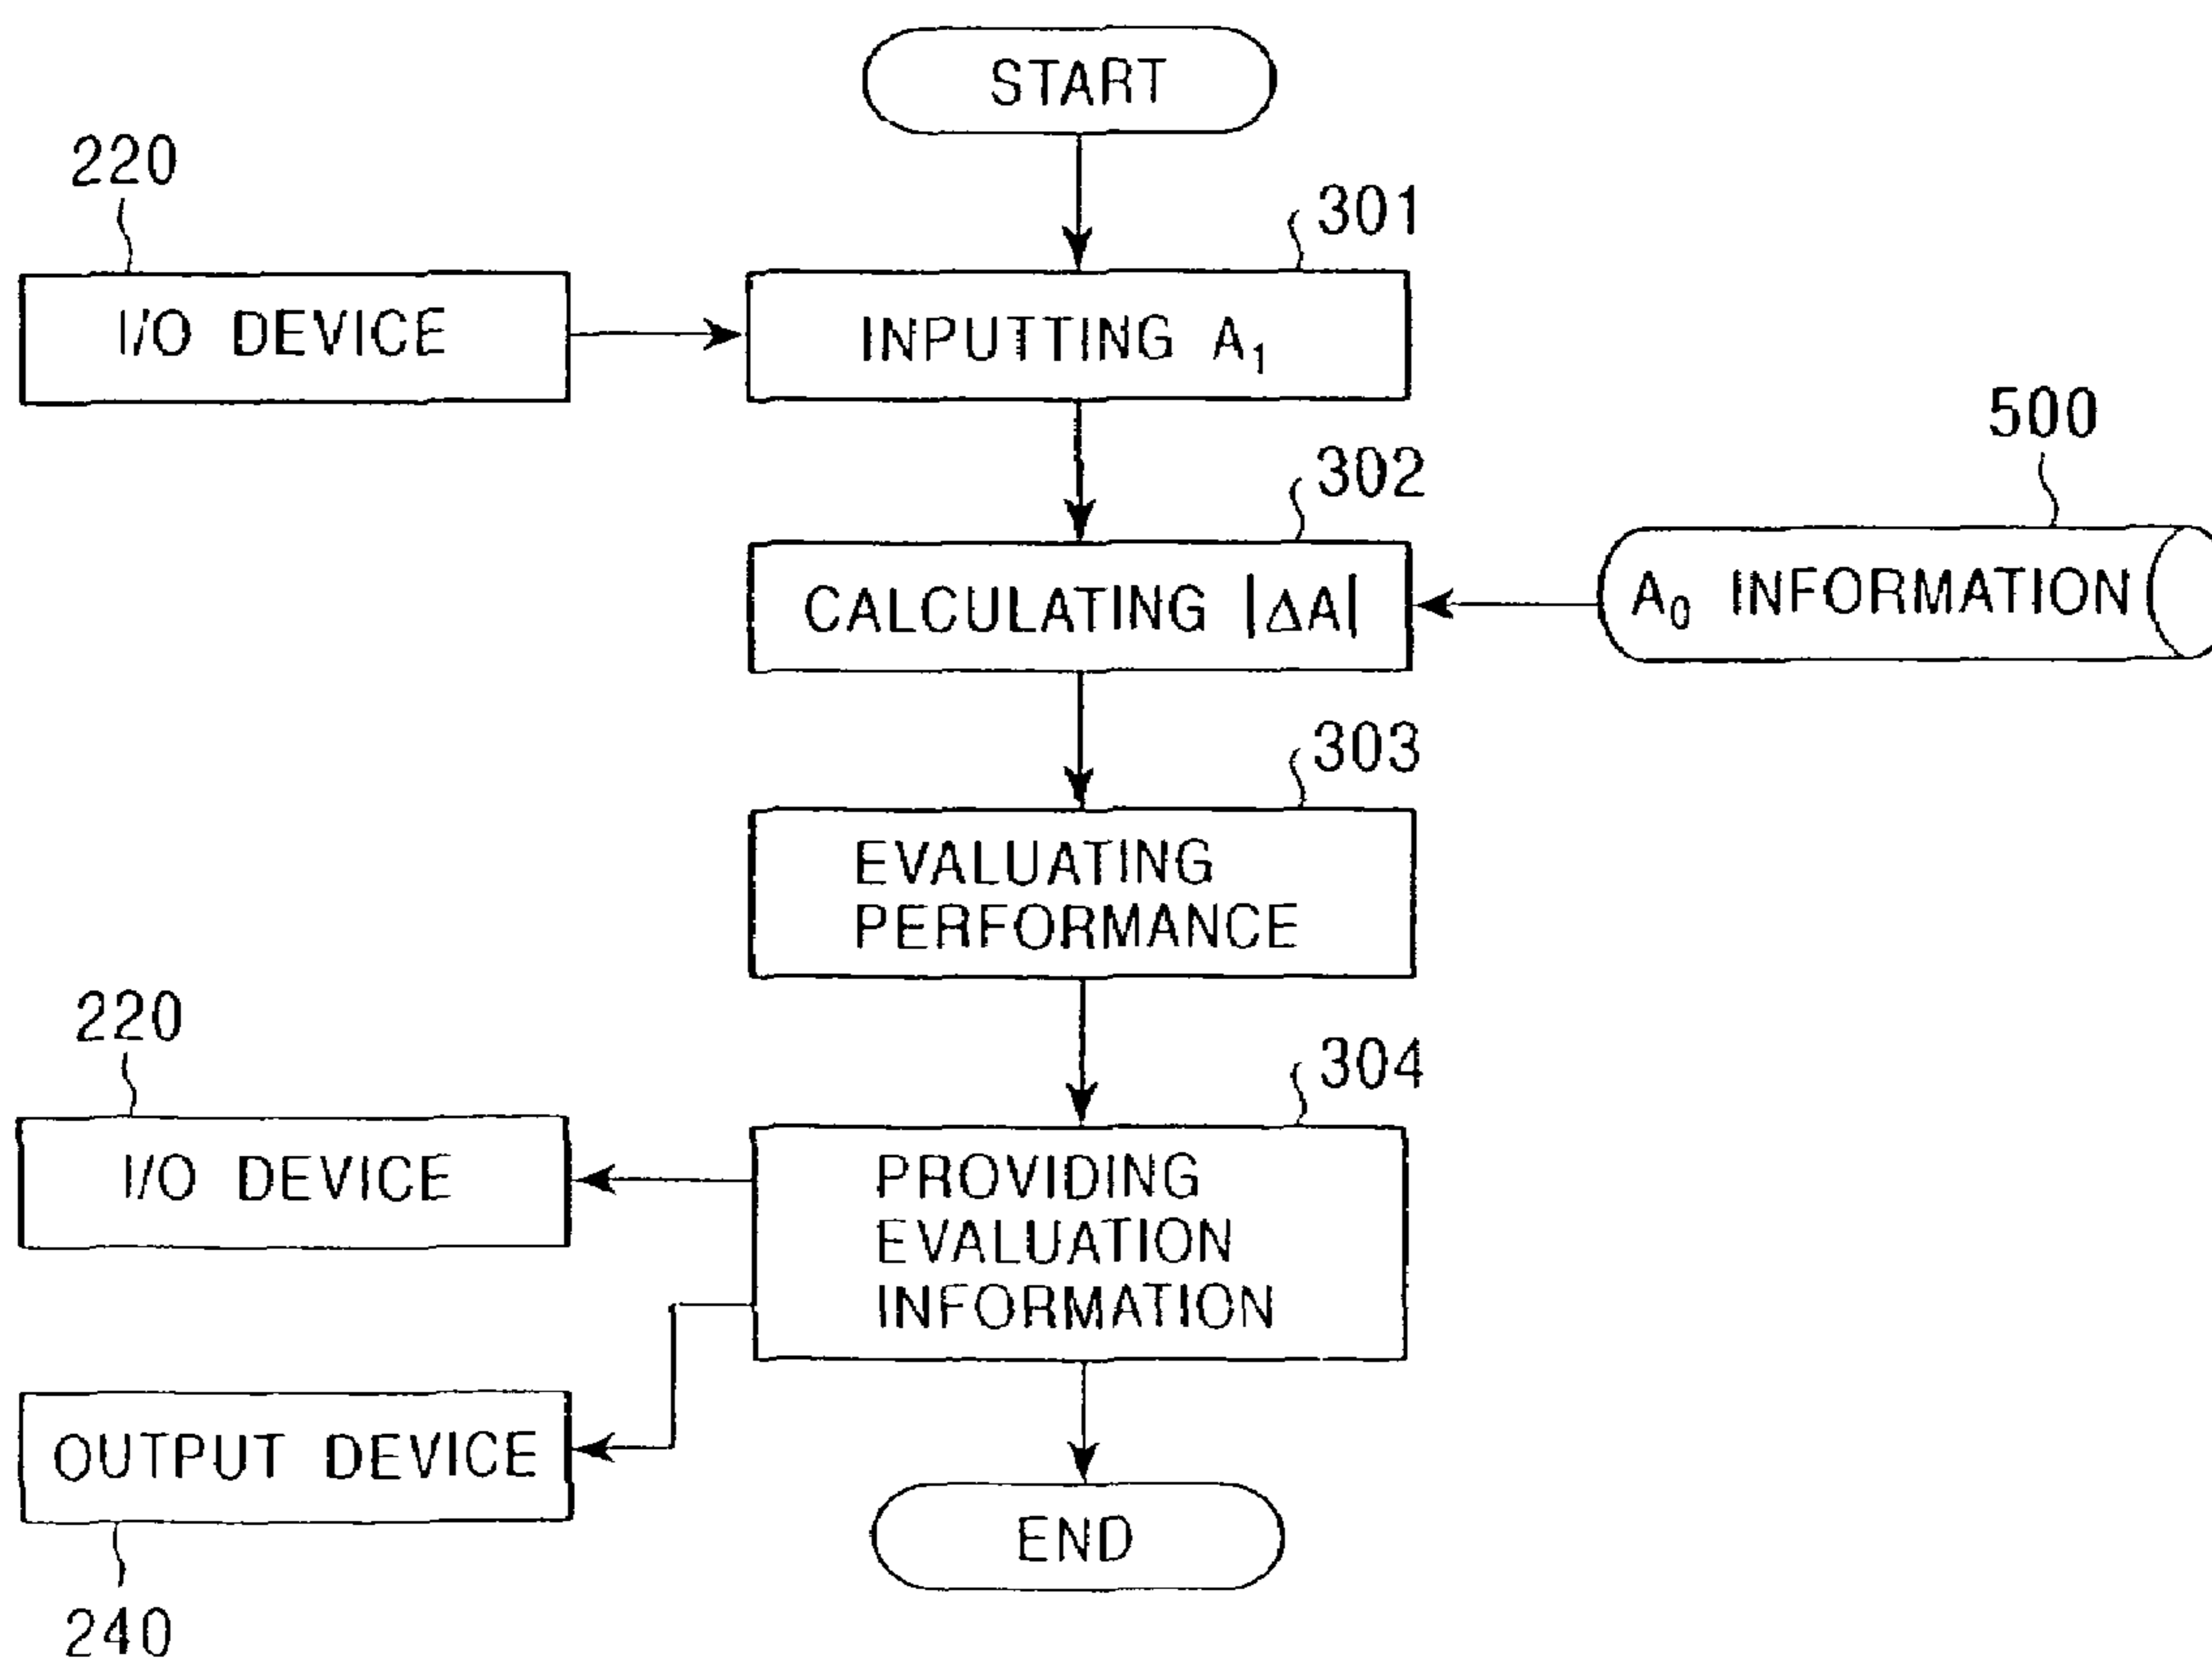 START
220
301
I/O DEVICE
INPUTTING A₁
500
302
CALCULATING |ΔA|
A₀ INFORMATION
303
EVALUATING
PERFORMANCE
220
304
I/O DEVICE
PROVIDING
EVALUATION
INFORMATION
OUTPUT DEVICE
END
240